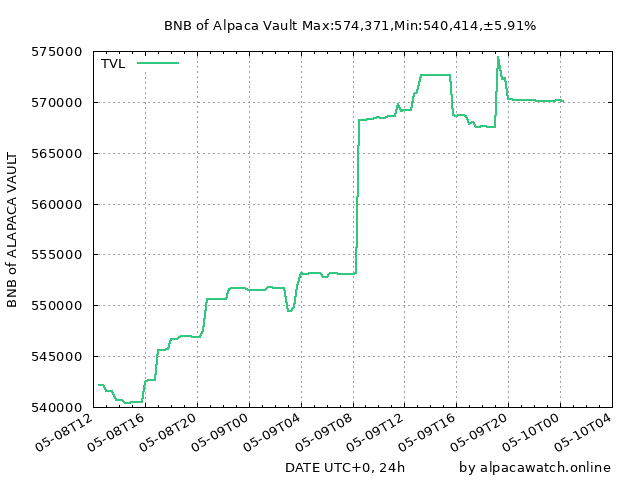 BNB of Alpaca Vault Max:574,371,Min:540,414,±5.91%
TVL
BNB of ALAPACA VAULT
575000
570000
565000
560000
555000
550000
545000
540000
05-08T12
05-08T16
05-08T20
05-09T00
05-09T04
05-09T08
05-09T12
05-09T16
05-09T20
05-10T00
05-10T04
DATE UTC+0, 24h
by alpacawatch.online